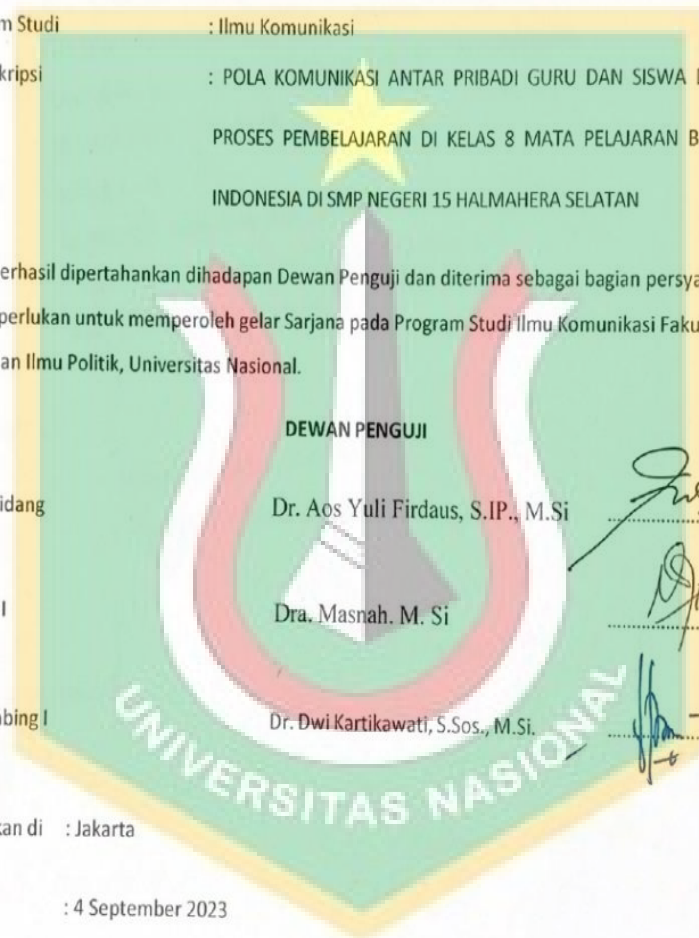 m Studi : Ilmu Komunikasi
kripsi : POLA KOMUNIKASI ANTAR PRIBADI GURU DAN SISWA
PROSES PEMBELAJARAN DI KELAS 8 MATA PELAJARAN B
INDONESIA DI SMP NEGERI 15 HALMAHERA SELATAN
erhasil dipertahankan dihadapan Dewan Penguji dan diterima sebagai bagian persya
perlukan untuk memperoleh gelar Sarjana pada Program Studi Ilmu Komunikasi Faku
an Ilmu Politik, Universitas Nasional.
DEWAN PENGUJI
idang Dr. Aos Yuli Firdaus, S.IP., M.Si
I Dra. Masnah. M. Si
bing I Dr. Dwi Kartikawati, S.Sos., M.Si.
UNIVERSITAS NASIONAL
kan di : Jakarta
: 4 September 2023